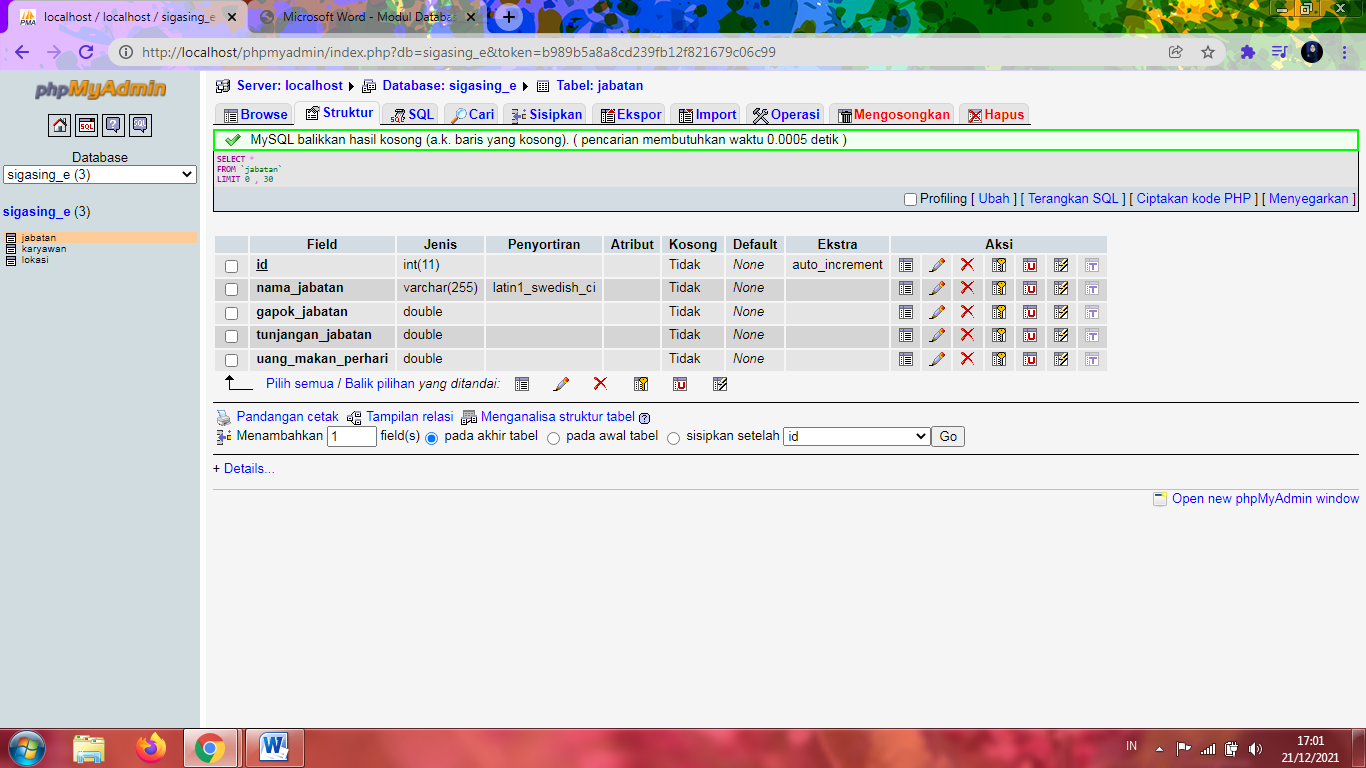 localhost / localhost / sigasing_e
Microsoft Word - Modul Databas
http://localhost/phpmyadmin/index.php?db=sigasing_e&token=b989b5a8a8cd239fb12f821679c06c99
phpMyAdmin
Database
sigasing_e (3)
sigasing_e (3)
jabatan
karyawan
lokasi
Server: localhost Database: sigasing_e Tabel: jabatan
Browse Struktur SQL Cari Sisipkan Ekspor Import Operasi Mengosongkan Hapus
MySQL balikkan hasil kosong (a.k. baris yang kosong). ( pencarian membutuhkan waktu 0.0005 detik )
SELECT *
FROM `jabatan`
LIMIT 0 , 30
Profiling [ Ubah ] [ Terangkan SQL ] [ Ciptakan kode PHP ] [ Menyegarkan ]
Field Jenis Penyortiran Atribut Kosong Default Ekstra Aksi
id int(11) Tidak None auto_increment
nama_jabatan varchar(255) latin1_swedish_ci Tidak None
gapok_jabatan double Tidak None
tunjangan_jabatan double Tidak None
uang_makan_perhari double Tidak None
Pilih semua / Balik pilihan yang ditandai:
Pandangan cetak Tampilan relasi Menganalisa struktur tabel
Menambahkan 1 field(s) pada akhir tabel pada awal tabel sisipkan setelah id Go
+ Details...
Open new phpMyAdmin window
IN
17:01
21/12/2021